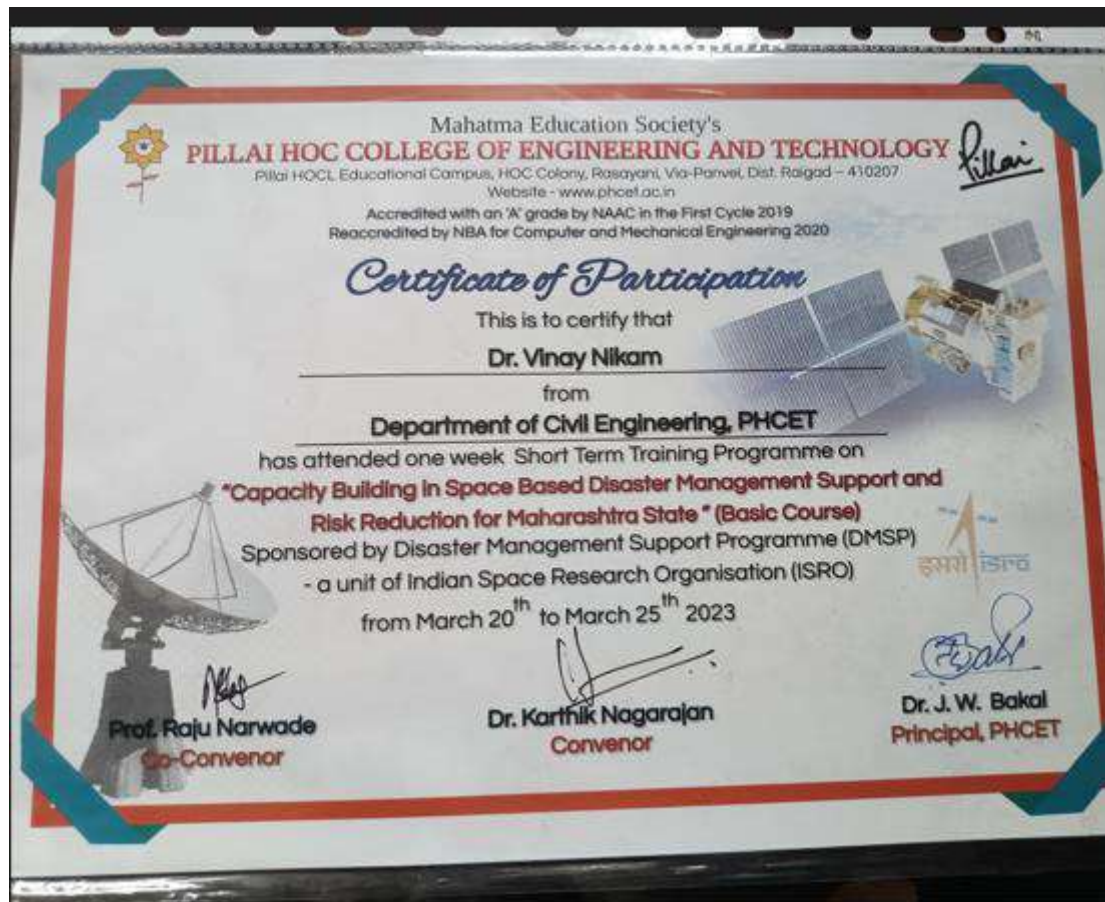 Mahatma Education Society's
PILLAI HOC COLLEGE OF ENGINEERING AND TECHNOLOGY
Pillai
Pillai HOCL Educational Campus, HOC Colony, Rasayani, Via-Panvel, Dist. Raigad – 410207
Website - www.phcet.ac.in
Accredited with an 'A' grade by NAAC in the First Cycle 2019
Reaccredited by NBA for Computer and Mechanical Engineering 2020
Certificate of Participation
This is to certify that
Dr. Vinay Nikam
from
Department of Civil Engineering, PHCET
has attended one week Short Term Training Programme on
"Capacity Building in Space Based Disaster Management Support and
Risk Reduction for Maharashtra State " (Basic Course)
Sponsored by Disaster Management Support Programme (DMSP)
- a unit of Indian Space Research Organisation (ISRO)
इसरो isro
from March 20th to March 25th 2023
Prof. Raju Narwade
Co-Convenor
Dr. Karthik Nagarajan
Convenor
Dr. J. W. Bakal
Principal, PHCET